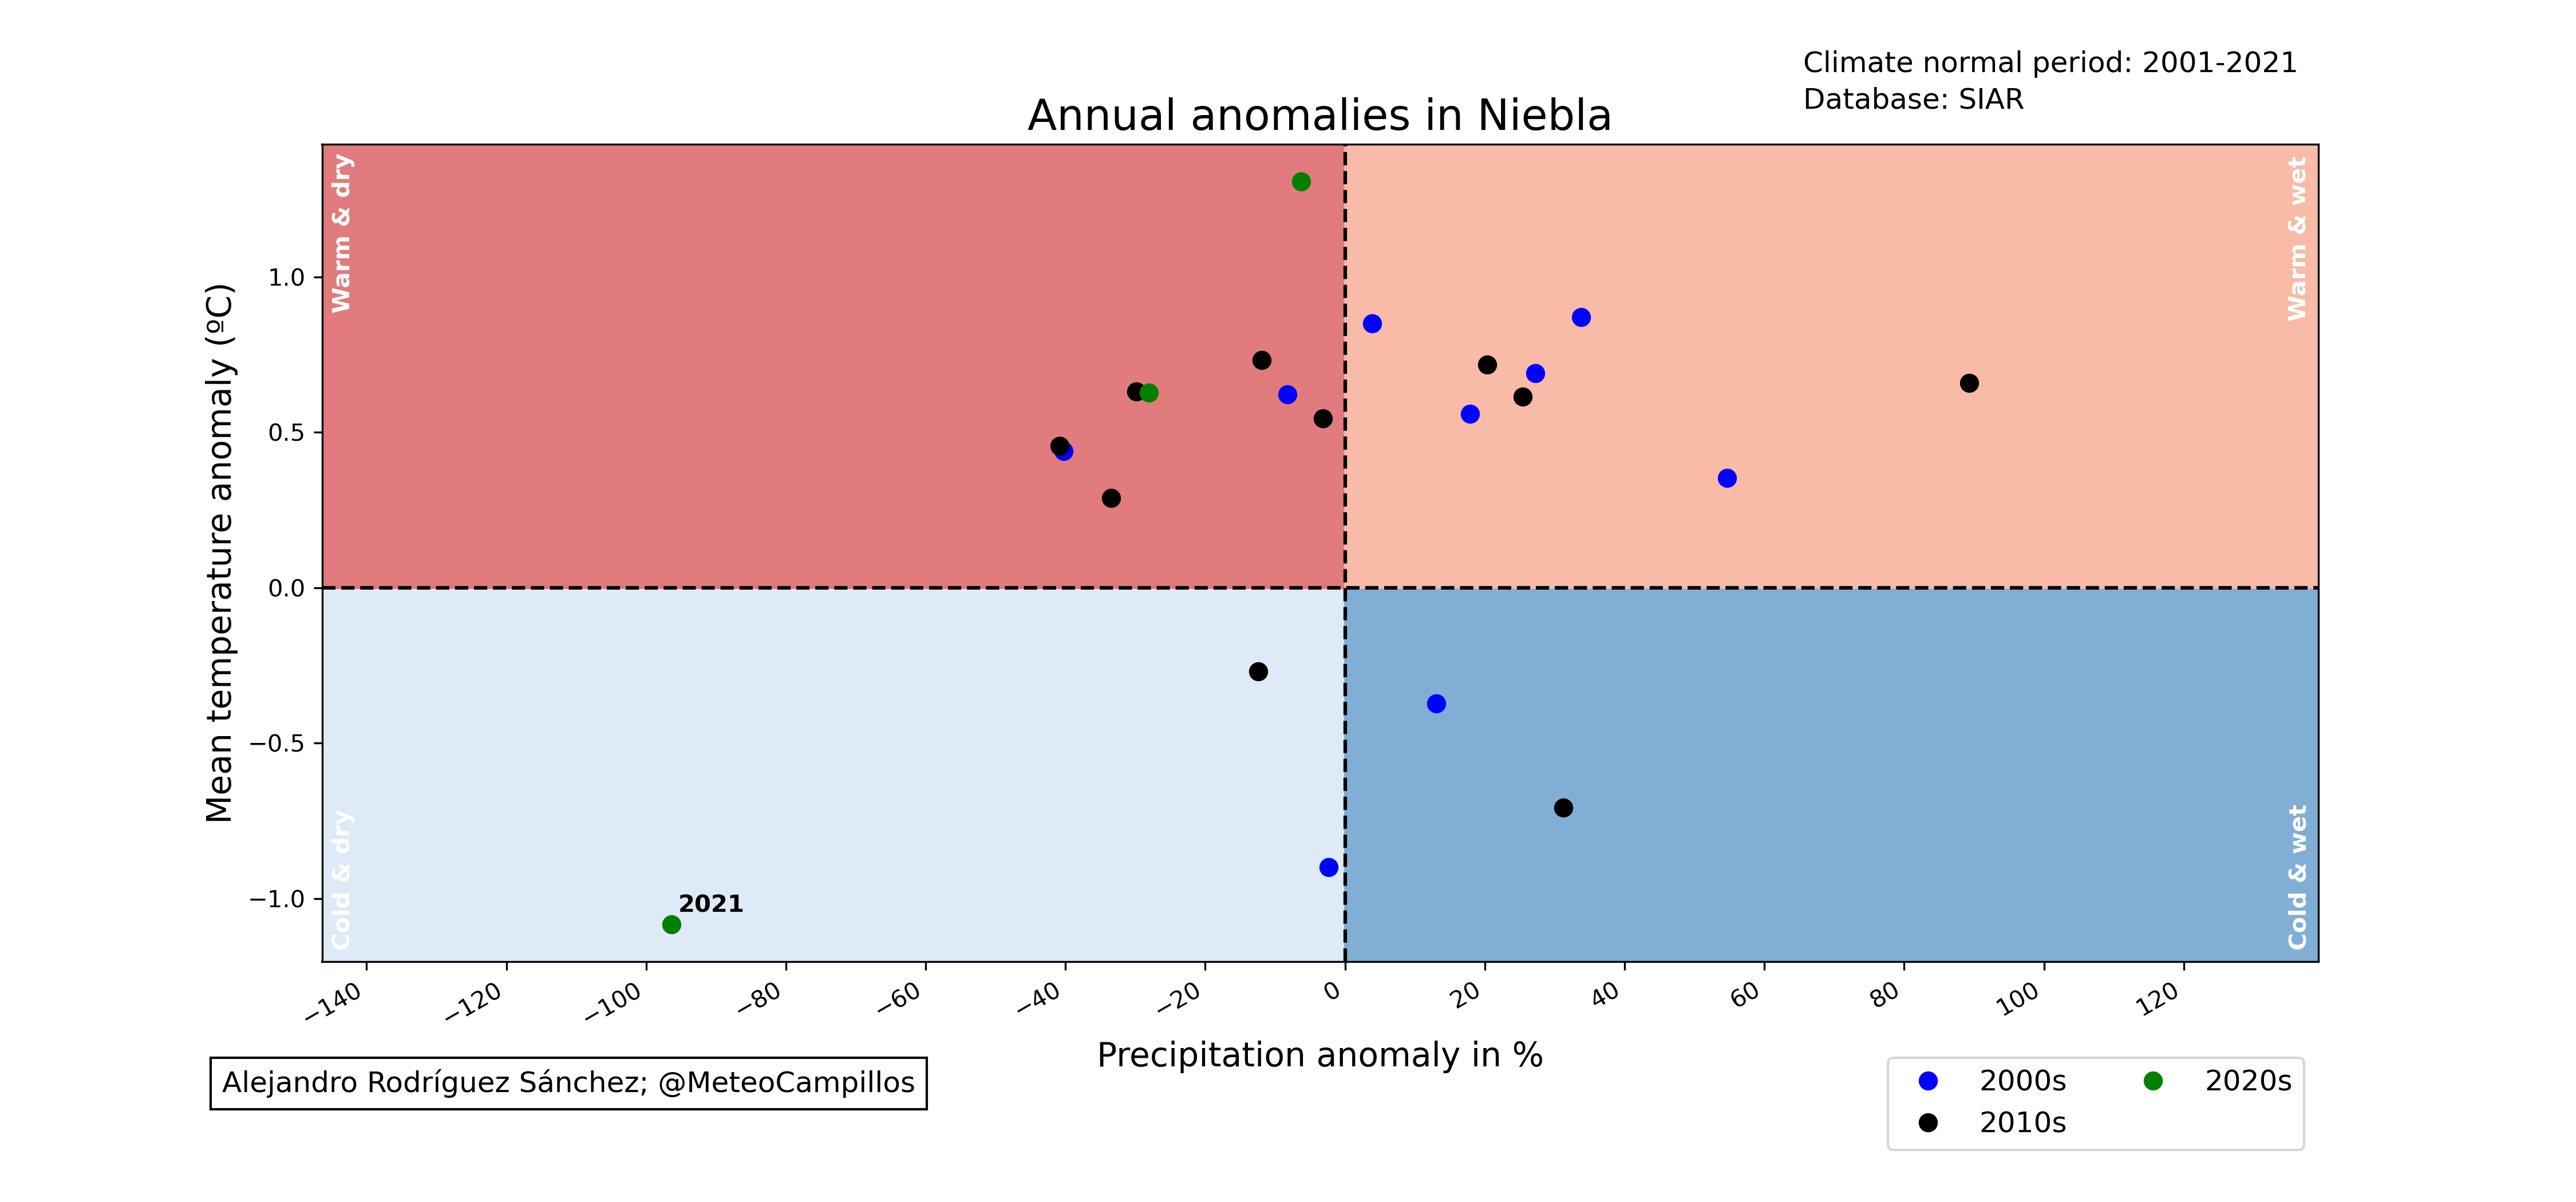 Climate normal period: 2001-2021
Database: SIAR
Annual anomalies in Niebla
Warm & dry
Warm & wet
Mean temperature anomaly (ºC)
1.0
0.5
0.0
−0.5
−1.0
Cold & dry
Cold & wet
2021
−140 −120 −100 −80 −60 −40 −20 0 20 40 60 80 100 120
Precipitation anomaly in %
Alejandro Rodríguez Sánchez; @MeteoCampillos
2000s 2020s
2010s